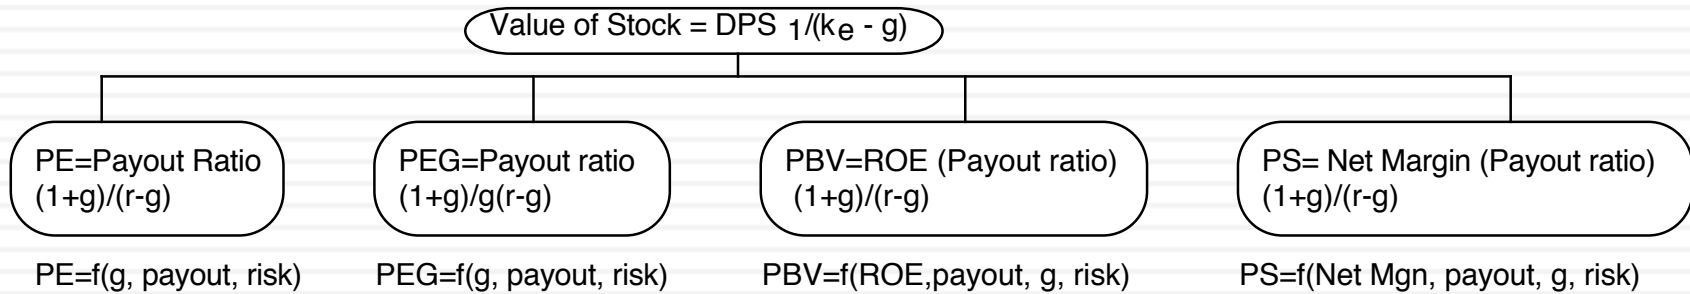 Value of Stock = DPS 1/(ke - g)
PE=Payout Ratio
(1+g)/(r-g)
PEG=Payout ratio
(1+g)/g(r-g)
PBV=ROE (Payout ratio)
(1+g)/(r-g)
PS= Net Margin (Payout ratio)
(1+g)/(r-g)
PE=f(g, payout, risk)
PEG=f(g, payout, risk)
PBV=f(ROE,payout, g, risk)
PS=f(Net Mgn, payout, g, risk)